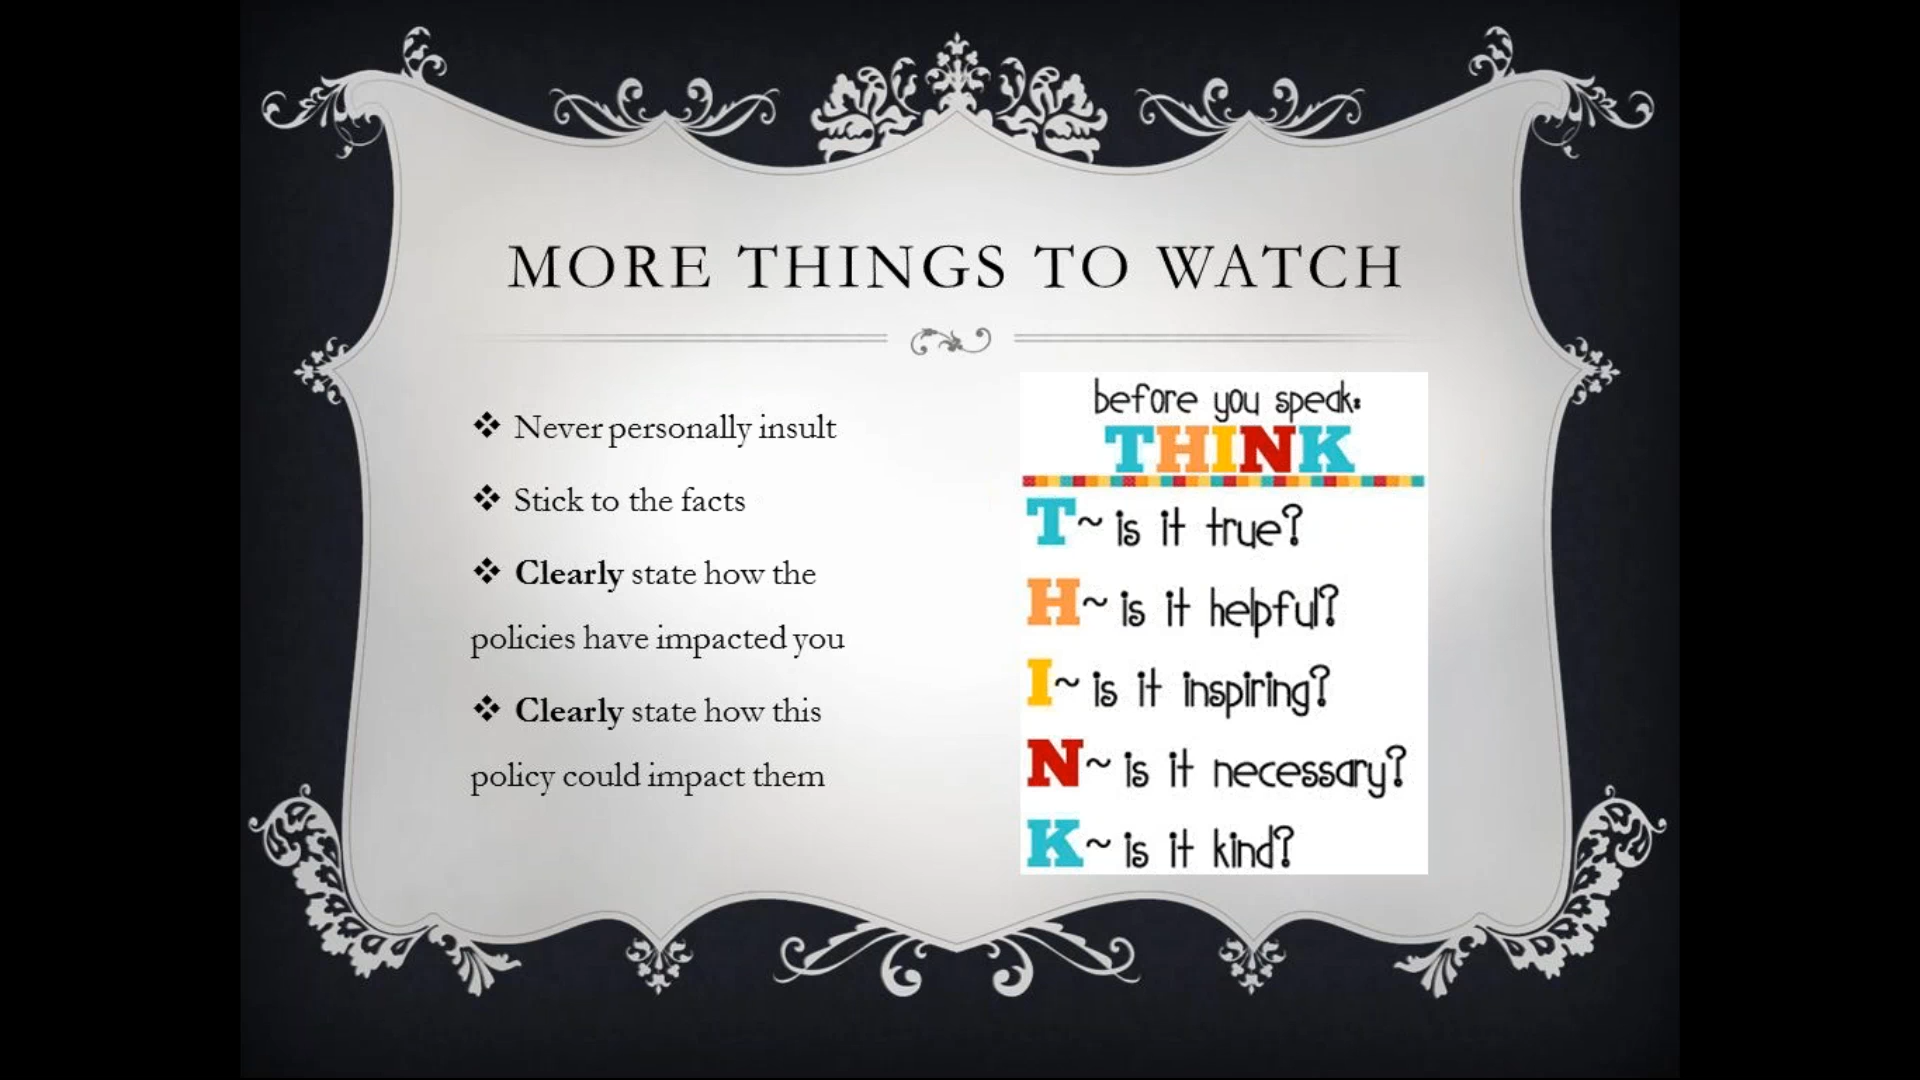 MORE THINGS TO WATCH
❖ Never personally insult
❖ Stick to the facts
❖ Clearly state how the
policies have impacted you
❖ Clearly state how this
policy could impact them
before you speak:
THINK
T~ is it true?
H~ is it helpful?
I~ is it inspiring?
N~ is it necessary?
K~ is it kind?